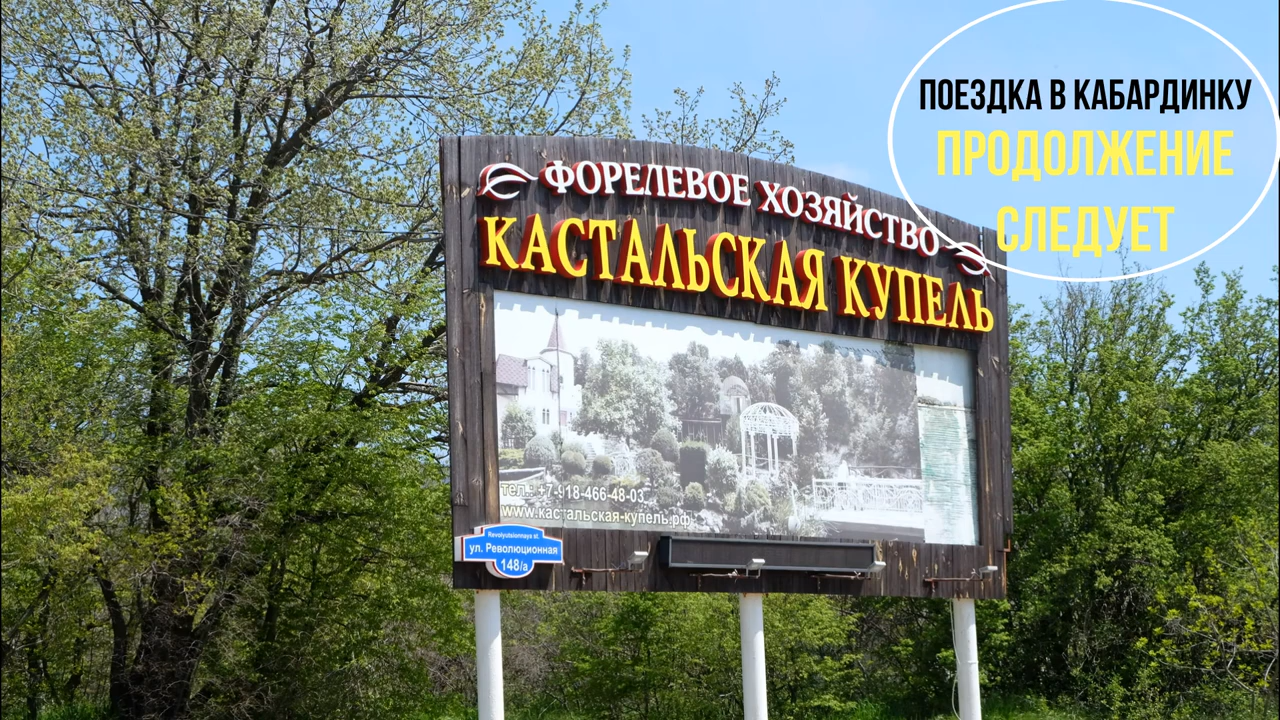 ПОЕЗДКА В КАБАРДИНКУ
ПРОДОЛЖЕНИЕ
СЛЕДУЕТ
ФОРЕЛЕВОЕ ХОЗЯЙСТВО
КАСТАЛЬСКАЯ КУПЕЛЬ
тел.: +7-918-466-48-03
www.кастальская-купель.рф
Revolyutsionnaya st.
ул. Революционная
148/а